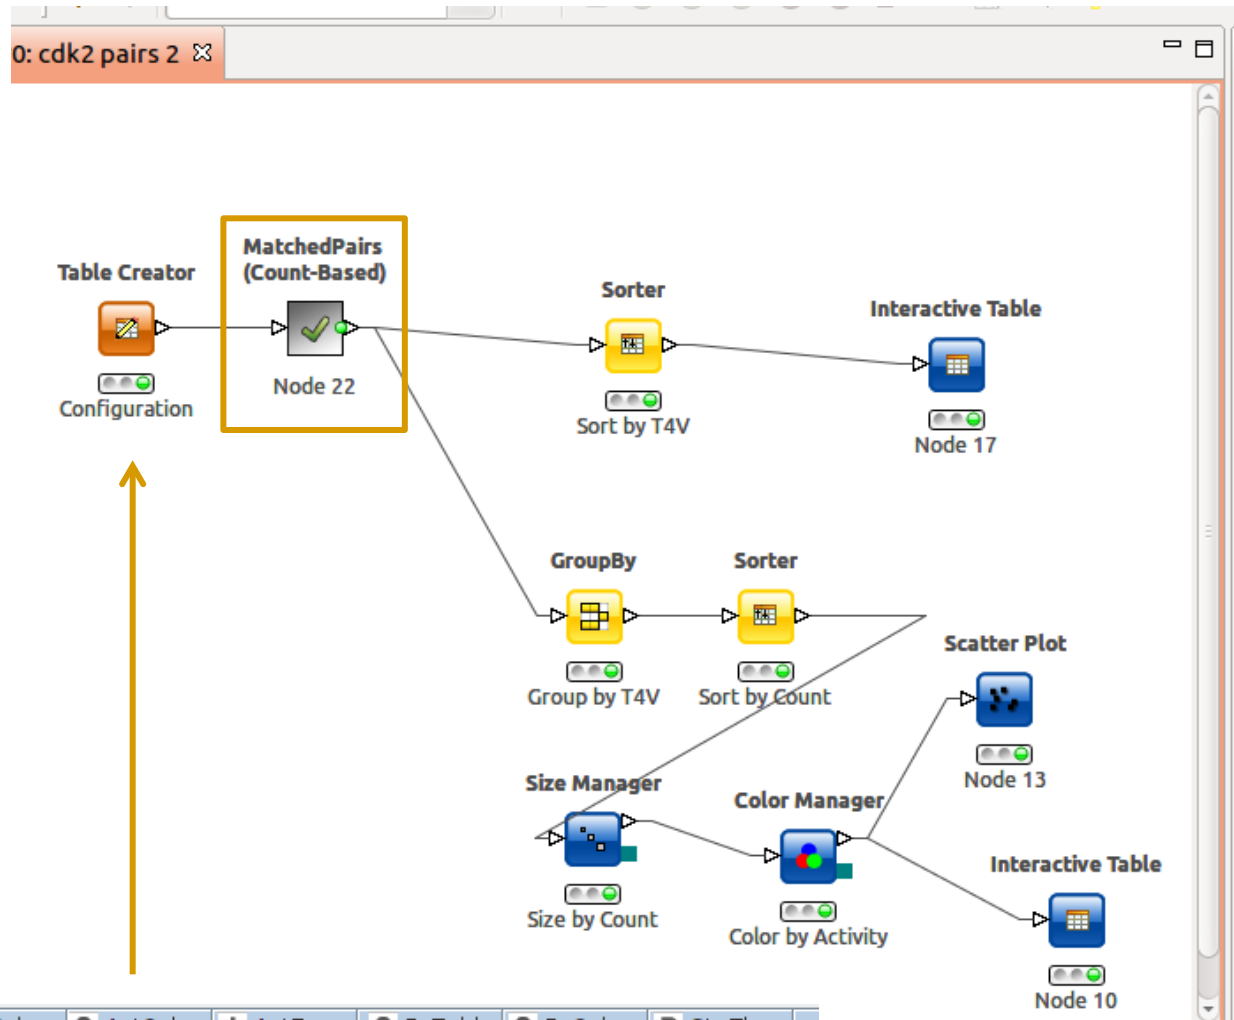 0: cdk2 pairs 2
MatchedPairs
(Count-Based)
Table Creator
Node 22
Configuration
Sorter
Sort by T4V
Interactive Table
Node 17
GroupBy
Group by T4V
Sorter
Sort by Count
Scatter Plot
Node 13
Size Manager
Size by Count
Color Manager
Color by Activity
Interactive Table
Node 10